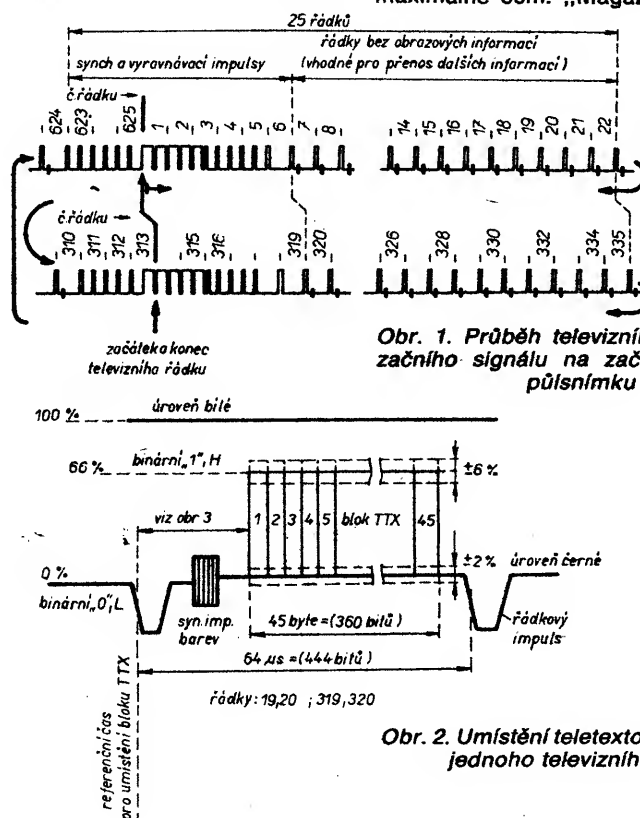 maximálně osm. „Magaz
25 řádků
řádky bez obrazových informací
synch a vyrovnávací impulsy
(vhodné pro přenos dalších informací)
č.řádku
624 623 625 1 2 3 4 5 6 7 8 14 15 16 17 18 19 20 21 22
č.řádku
310 311 312 313 315 316 319 320 326 328 330 332 334 335
začátek a konec
televizního řádku
Obr. 1. Průběh televizní
začního signálu na zač
půlsnímku
100 % úroveň bílé
66 % binární „1", H ±6 %
viz obr 3
1 2 3 4 5 blok TTX 45
0 % ±2 % úroveň černé
binární „0", L
syn. imp.
barev
45 byte = (360 bitů)
řádkový
impuls
64 µs = (444 bitů)
řádky: 19,20 ; 319,320
referenční čas
pro umístění bloku TTX
Obr. 2. Umístění teletexto
jednoho televizníh